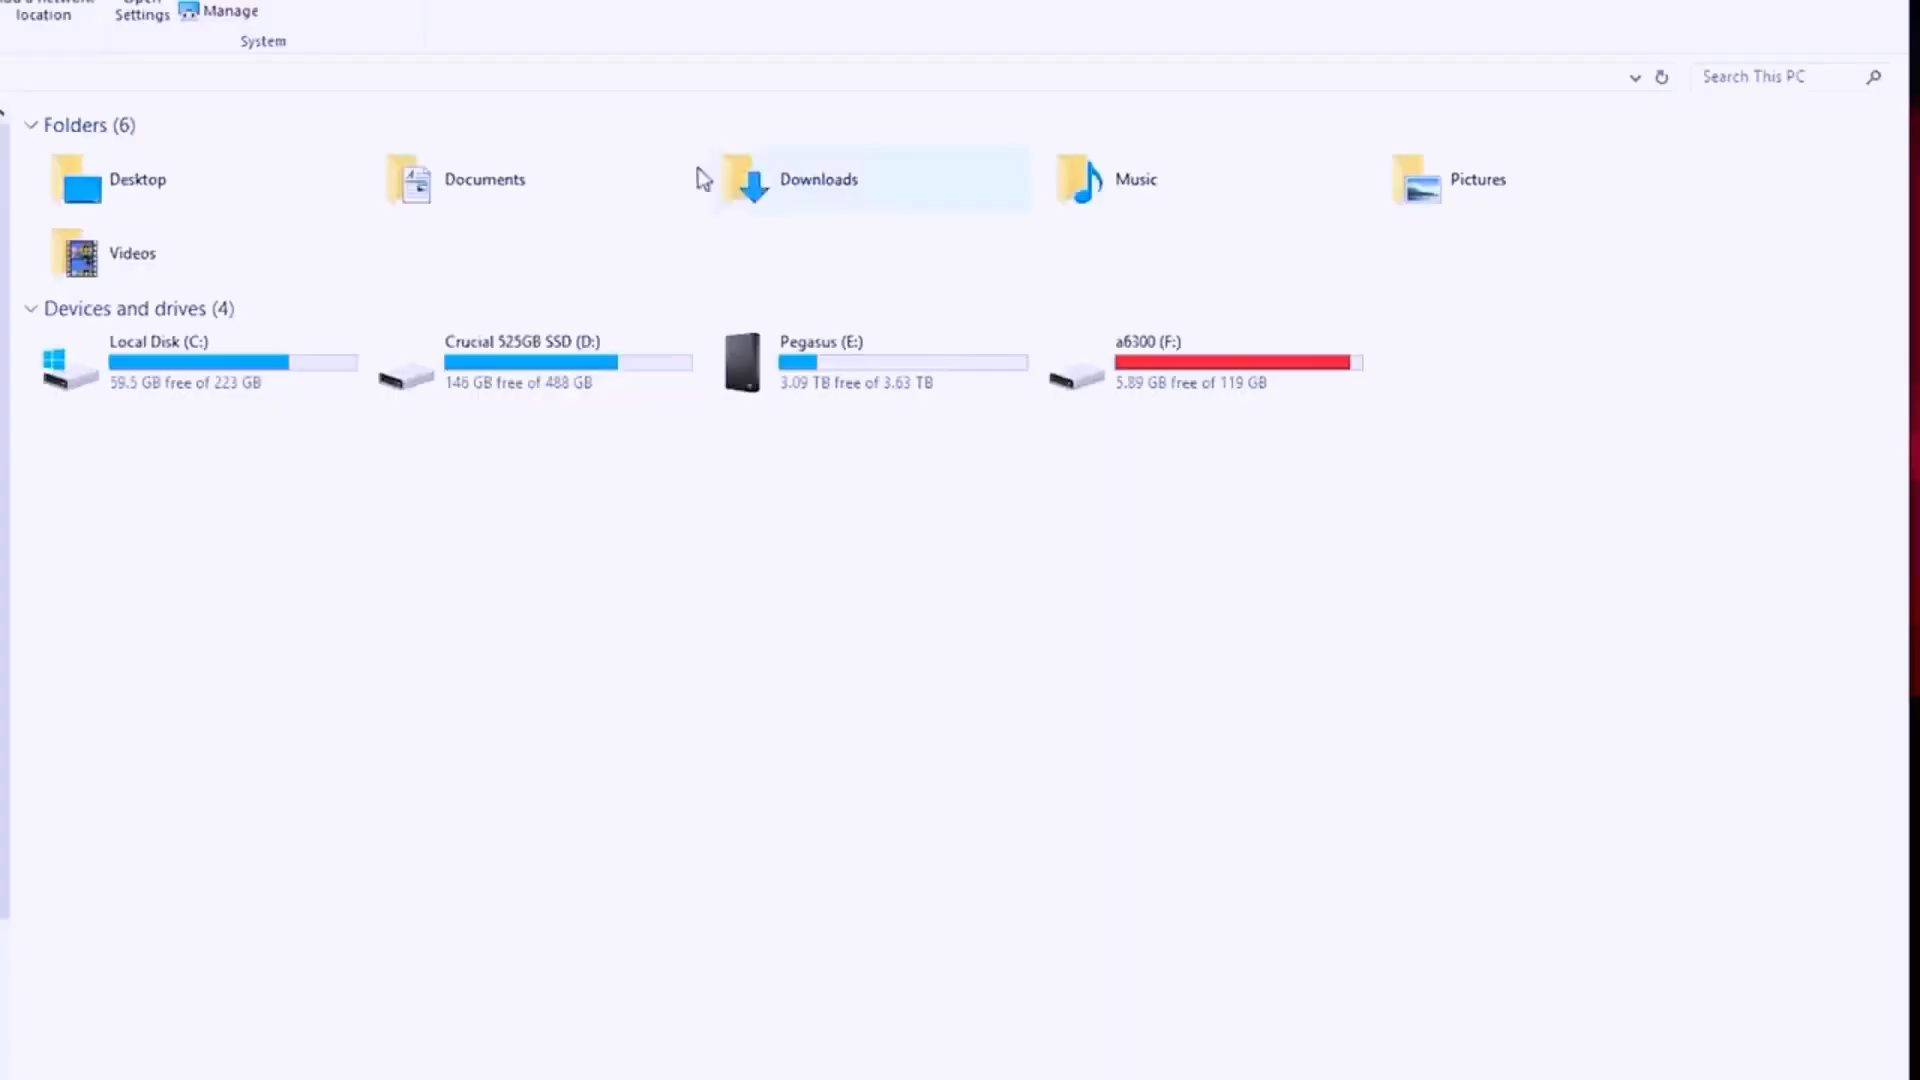 location
Settings
Manage
System
Search This PC
Folders (6)
Desktop
Documents
Downloads
Music
Pictures
Videos
Devices and drives (4)
Local Disk (C:)
59.5 GB free of 223 GB
Crucial 525GB SSD (D:)
146 GB free of 488 GB
Pegasus (E:)
3.09 TB free of 3.63 TB
a6300 (F:)
5.89 GB free of 119 GB